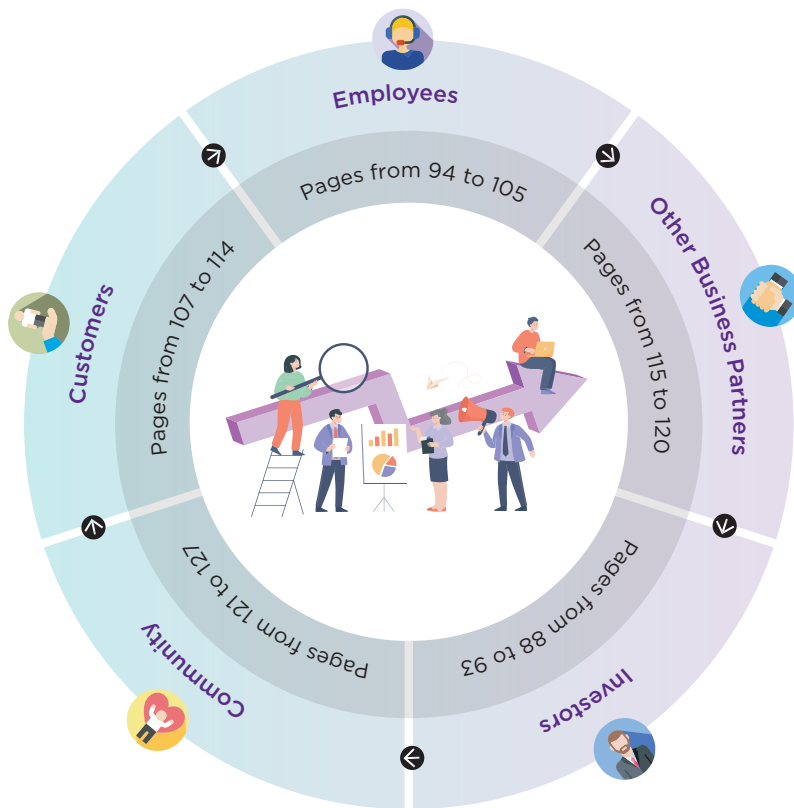 Employees
Pages from 94 to 105
Other Business Partners
Pages from 115 to 120
Investors
Pages from 88 to 93
Community
Pages from 121 to 127
Customers
Pages from 107 to 114